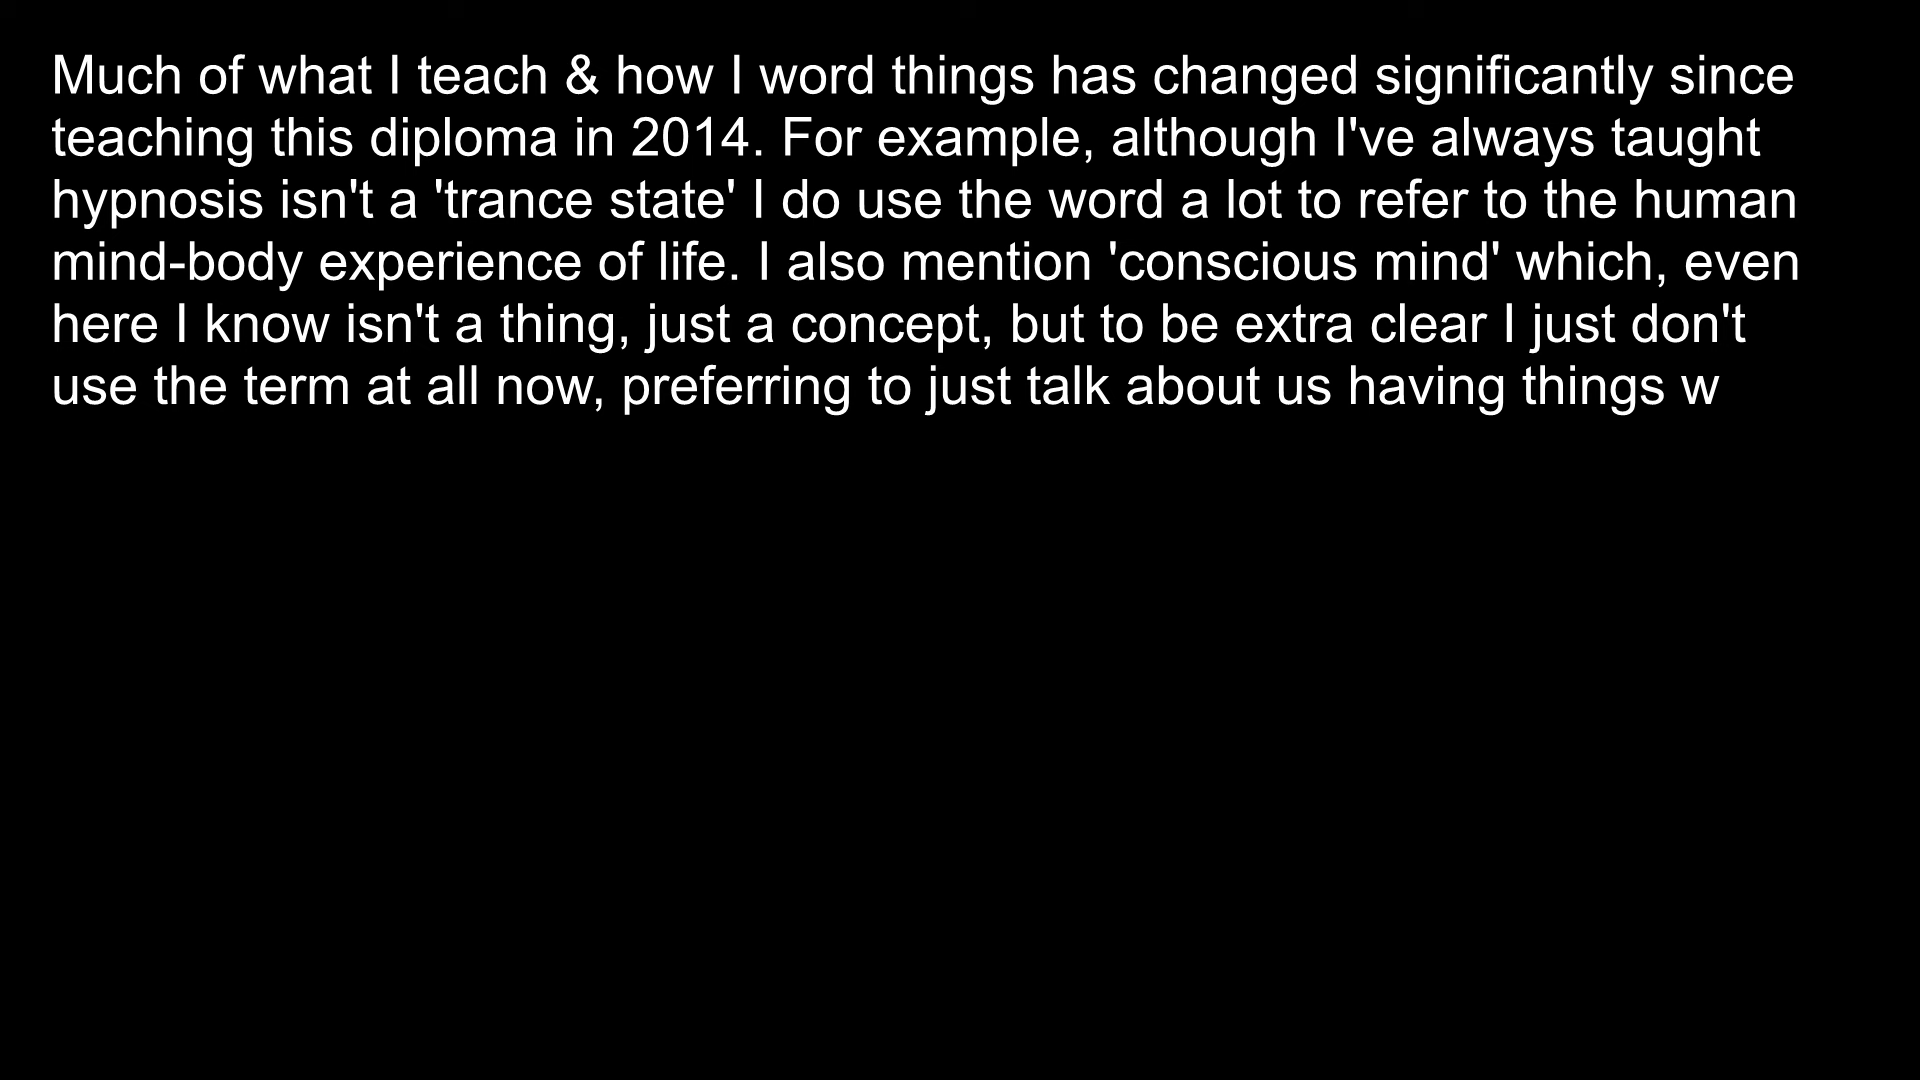 Much of what I teach & how I word things has changed significantly since
teaching this diploma in 2014. For example, although I've always taught
hypnosis isn't a 'trance state' I do use the word a lot to refer to the human
mind-body experience of life. I also mention 'conscious mind' which, even
here I know isn't a thing, just a concept, but to be extra clear I just don't
use the term at all now, preferring to just talk about us having things w